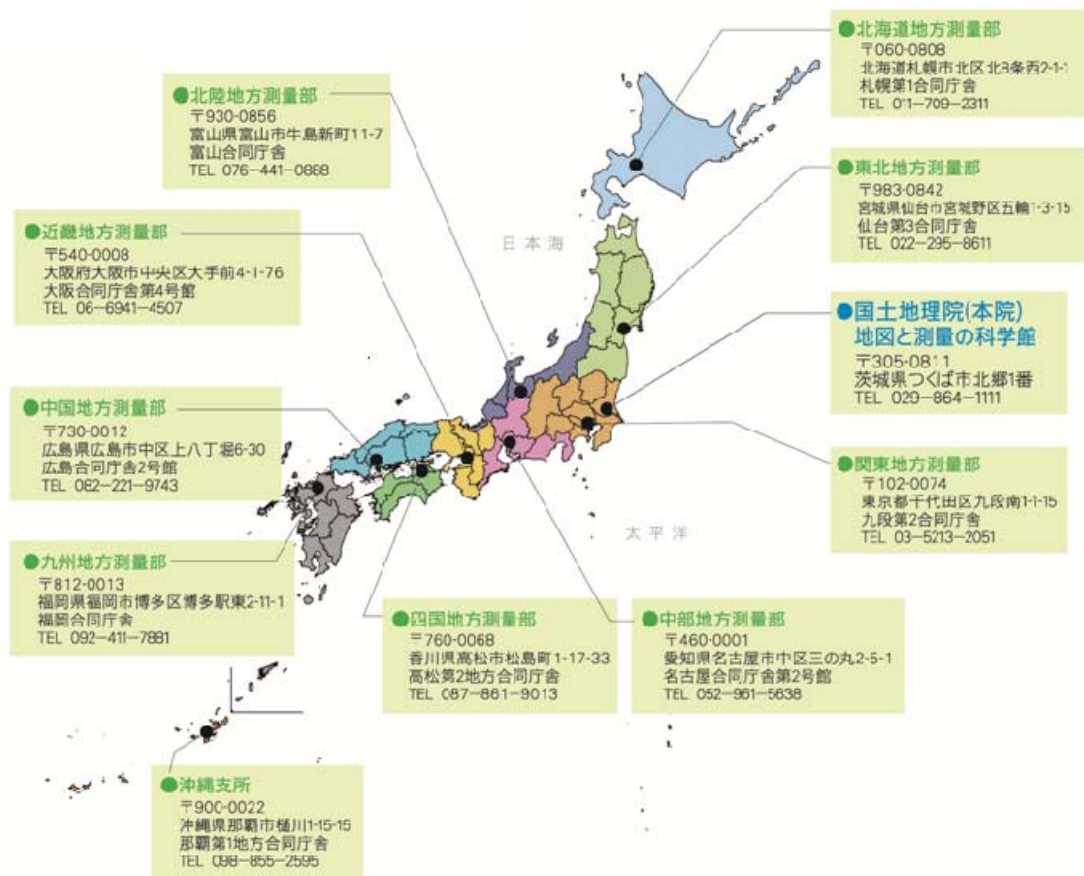 ●北海道地方測量部
〒060-0808
北海道札幌市北区北8条西2-1-1
札幌第1合同庁舎
TEL 011-709-2311
●北陸地方測量部
〒930-0856
富山県富山市牛島新町11-7
富山合同庁舎
TEL 076-441-0888
●東北地方測量部
〒983-0842
宮城県仙台市宮城野区五輪1-3-15
仙台第3合同庁舎
TEL 022-295-8611
●近畿地方測量部
〒540-0008
大阪府大阪市中央区大手前4-1-76
大阪合同庁舎第4号館
TEL 06-6941-4507
日本海
●国土地理院(本院)
地図と測量の科学館
〒305-0811
茨城県つくば市北郷1番
TEL 029-864-1111
●中国地方測量部
〒730-0012
広島県広島市中区上八丁堀6-30
広島合同庁舎2号館
TEL 082-221-9743
●関東地方測量部
〒102-0074
東京都千代田区九段南1-1-15
九段第2合同庁舎
TEL 03-5213-2051
太平洋
●九州地方測量部
〒812-0013
福岡県福岡市博多区博多駅東2-11-1
福岡合同庁舎
TEL 092-411-7881
●四国地方測量部
〒760-0068
香川県高松市松島町1-17-33
高松第2地方合同庁舎
TEL 087-861-9013
●中部地方測量部
〒460-0001
愛知県名古屋市中区三の丸2-5-1
名古屋合同庁舎第2号館
TEL 052-961-5638
●沖縄支所
〒900-0022
沖縄県那覇市樋川1-15-15
那覇第1地方合同庁舎
TEL 098-855-2595